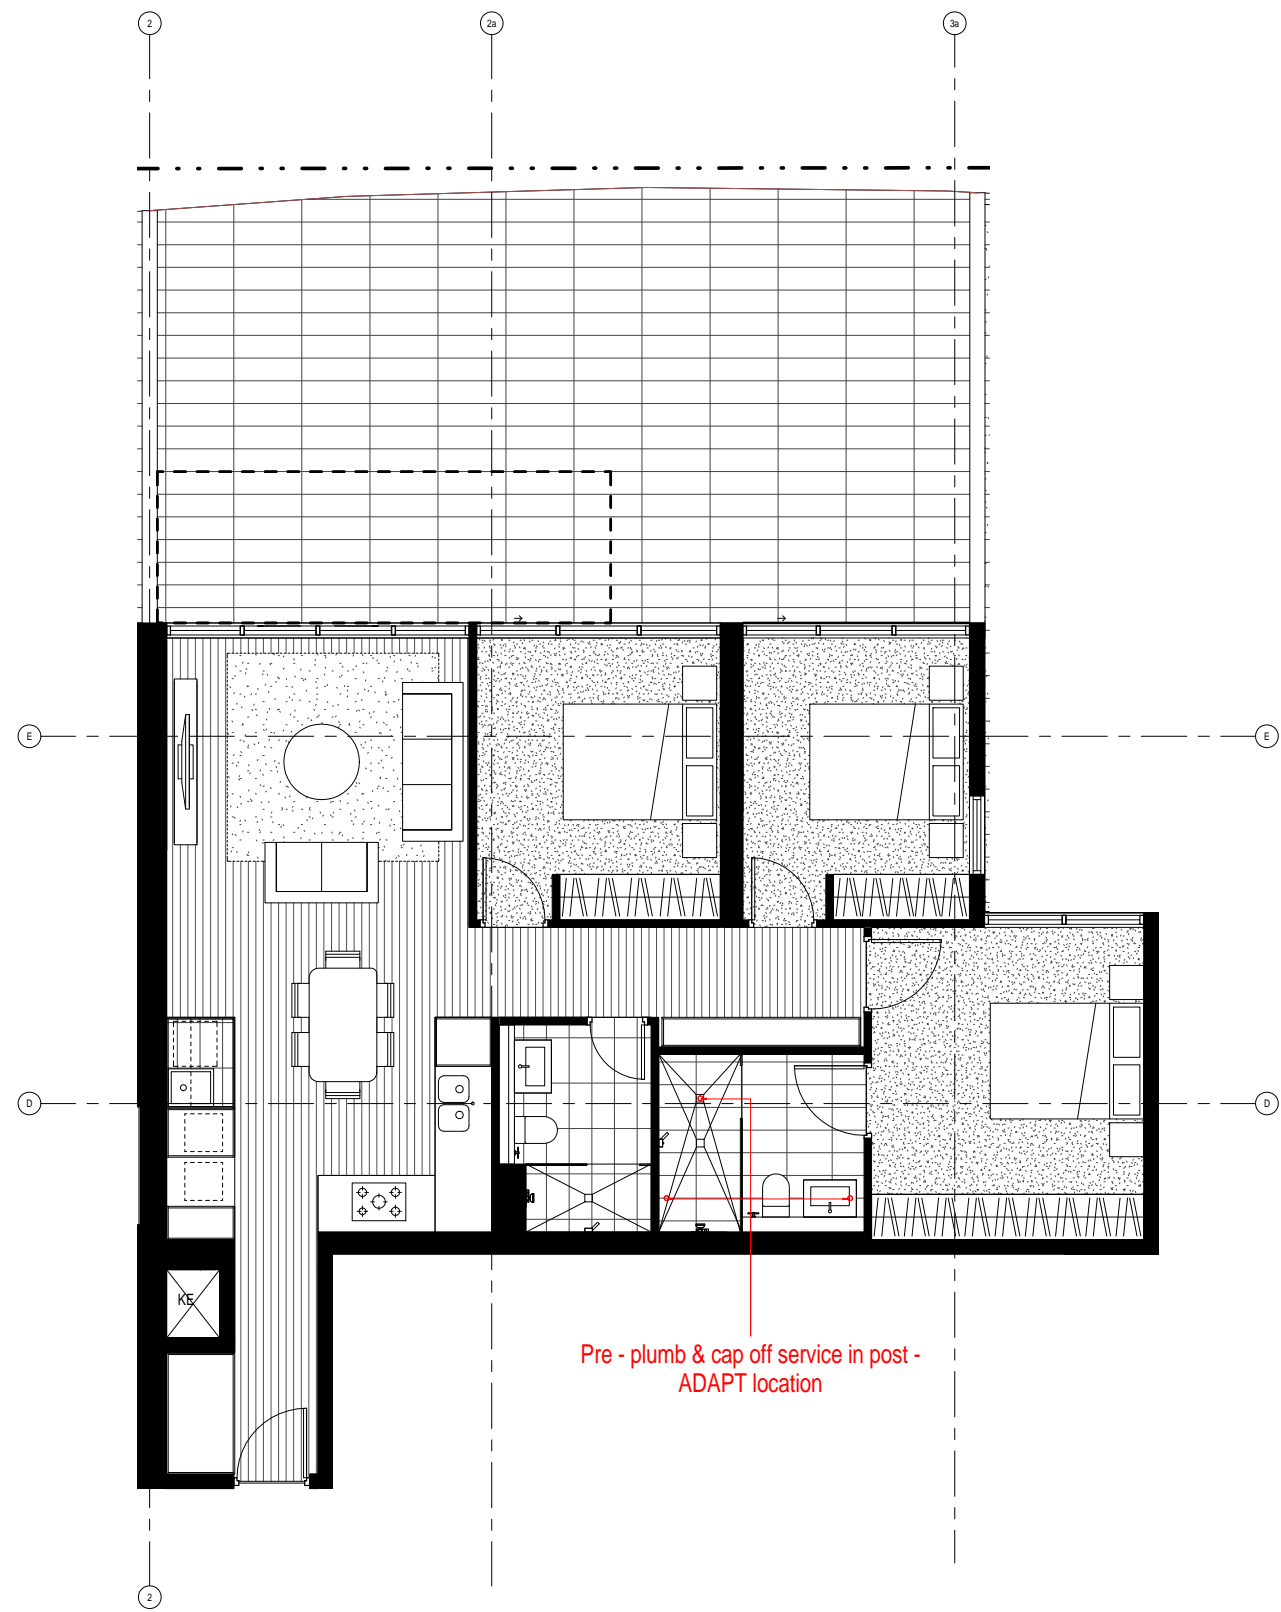 2
2a
3a
E
E
D
D
KE
Pre - plumb & cap off service in post -
ADAPT location
2